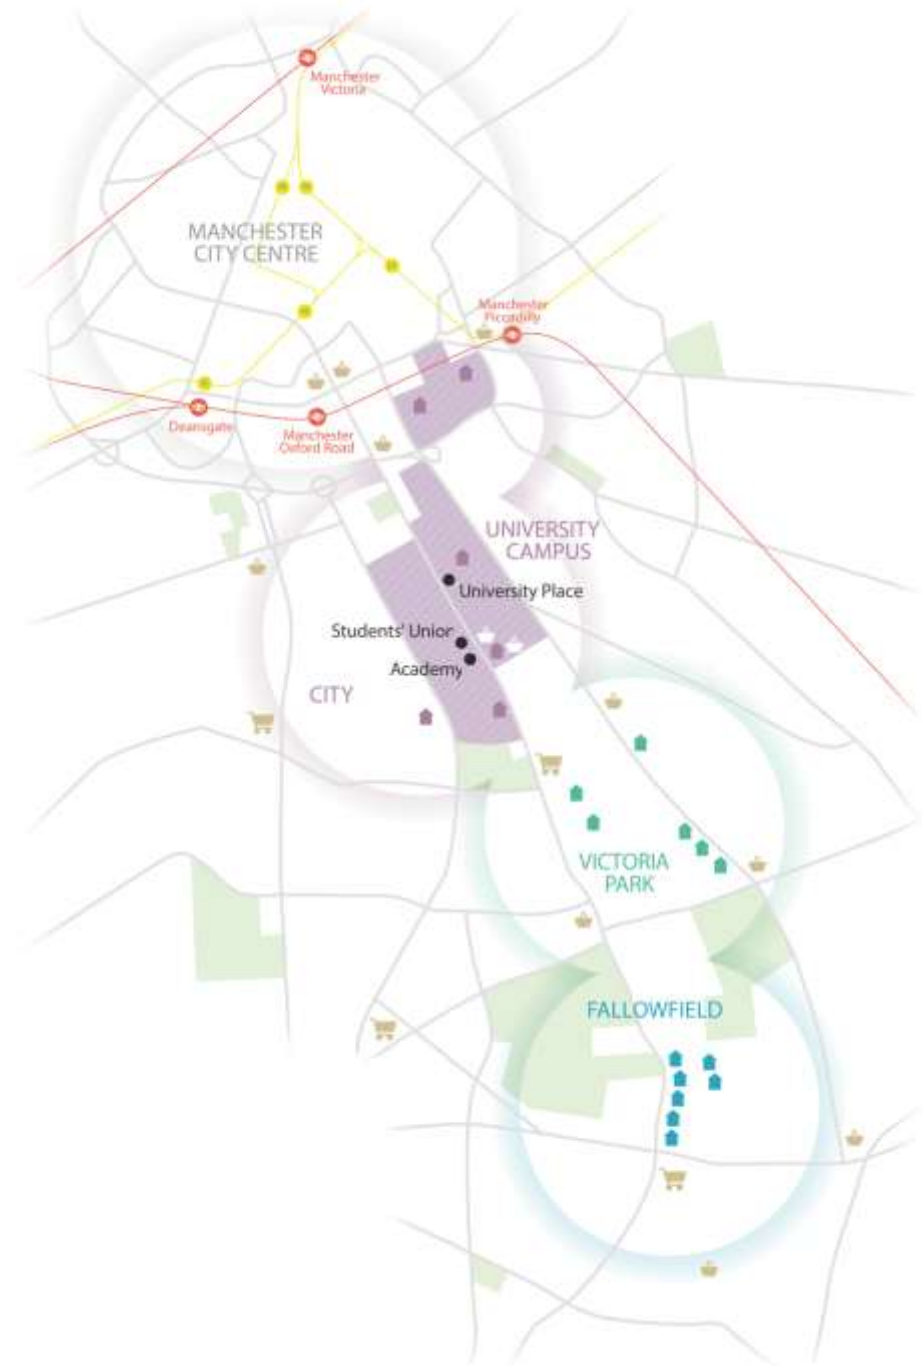 Manchester
Victoria
MANCHESTER
CITY CENTRE
Manchester
Piccadilly
Deansgate
Manchester
Oxford Road
UNIVERSITY
CAMPUS
University Place
Students' Union
Academy
CITY
VICTORIA
PARK
FALLOWFIELD